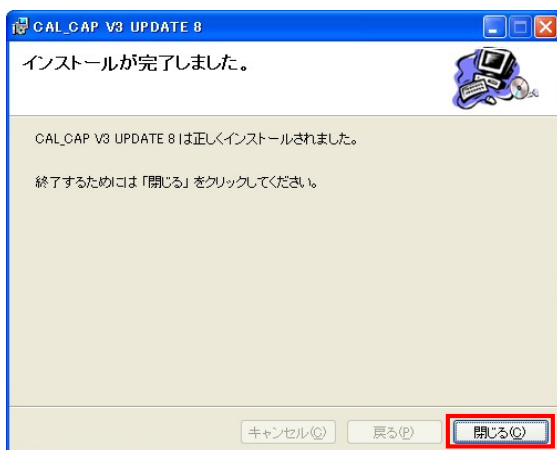 CAL_CAP V3 UPDATE 8
インストールが完了しました。
CAL_CAP V3 UPDATE 8 は正しくインストールされました。
終了するためには「閉じる」をクリックしてください。
キャンセル(C) 戻る(P) 閉じる(C)